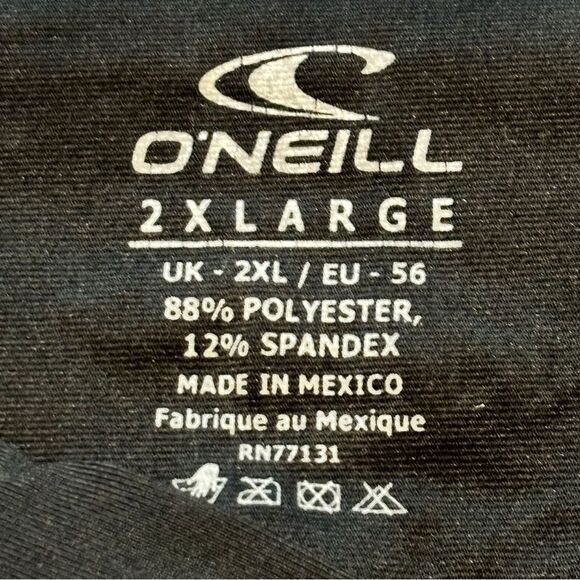 O'NEILL
2XLARGE
UK - 2XL / EU - 56
88% POLYESTER,
12% SPANDEX
MADE IN MEXICO
Fabrique au Mexique
RN77131